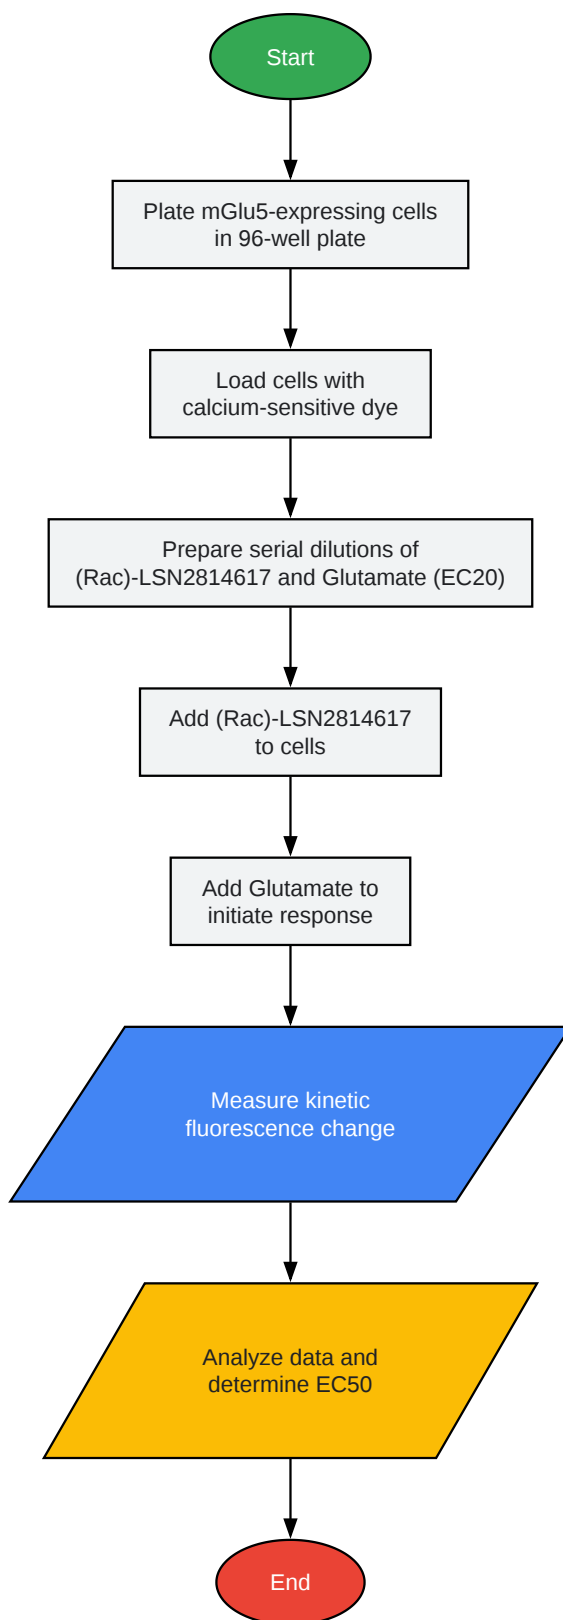 Start
Plate mGlu5-expressing cells
in 96-well plate
Load cells with
calcium-sensitive dye
Prepare serial dilutions of
(Rac)-LSN2814617 and Glutamate (EC20)
Add (Rac)-LSN2814617
to cells
Add Glutamate to
initiate response
Measure kinetic
fluorescence change
Analyze data and
determine EC50
End